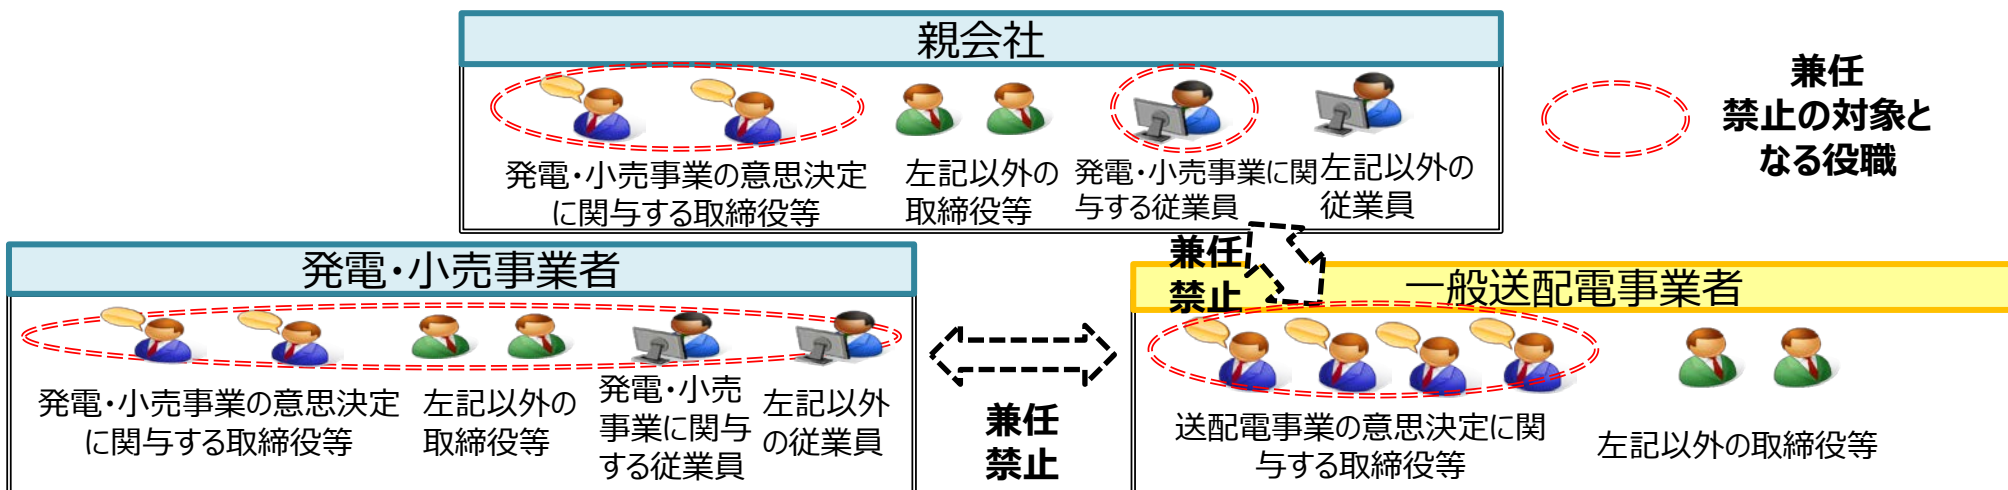 親会社
発電・小売事業の意思決定
に関与する取締役等
左記以外の
取締役等
発電・小売事業に関
与する従業員
左記以外の
従業員
兼任
禁止の対象と
なる役職
発電・小売事業者
発電・小売事業の意思決定
に関与する取締役等
左記以外の
取締役等
発電・小売
事業に関与
する従業員
左記以外
の従業員
兼任
禁止
兼任
禁止
一般送配電事業者
送配電事業の意思決定に関
与する取締役等
左記以外の取締役等